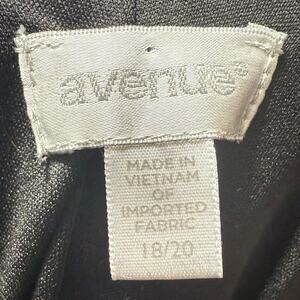 avenue®
MADE IN
VIETNAM
OF
IMPORTED
FABRIC
18/20